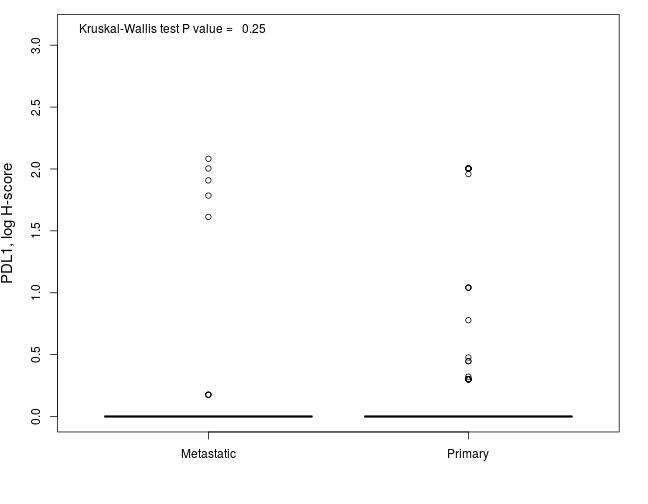 Kruskal-Wallis test P value = 0.25
PDL1, log H-score
3.0
2.5
2.0
1.5
1.0
0.5
0.0
Metastatic Primary